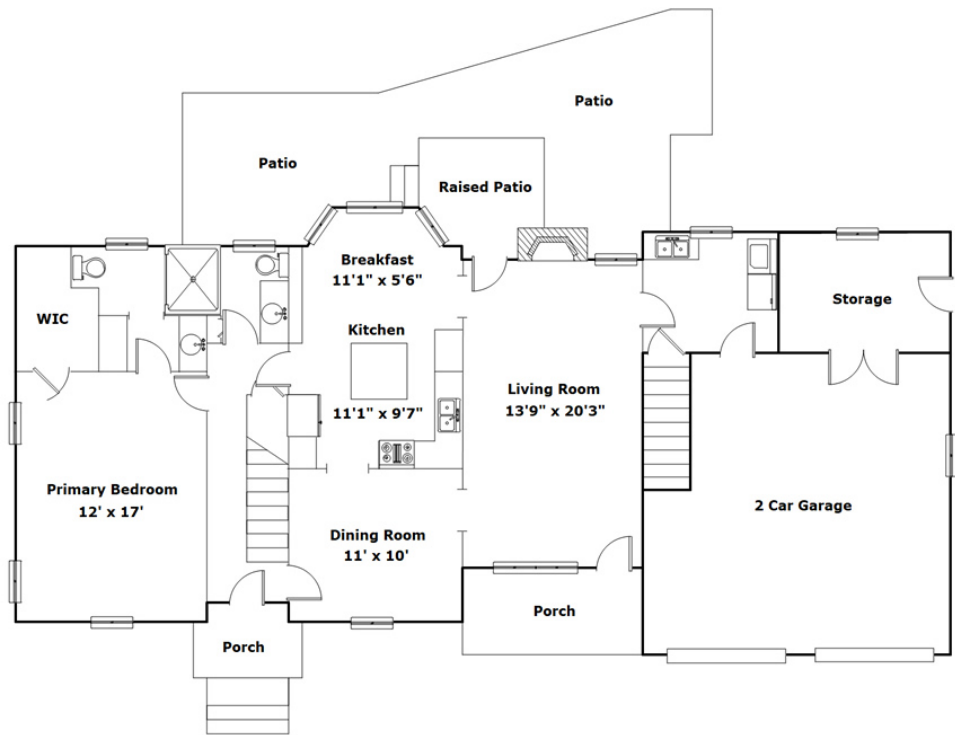 Patio
Patio
Raised Patio
Breakfast
11'1" x 5'6"
WIC
Kitchen
11'1" x 9'7"
Living Room
13'9" x 20'3"
Storage
Primary Bedroom
12' x 17'
Dining Room
11' x 10'
2 Car Garage
Porch
Porch